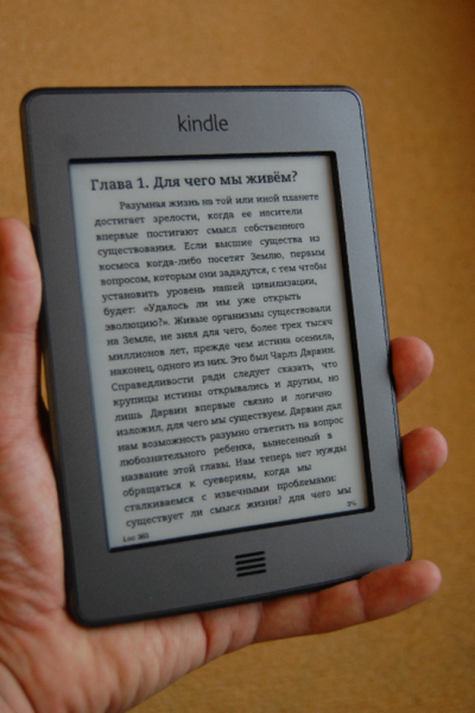 kindle
Глава 1. Для чего мы живём?
Разумная жизнь на той или иной планете
достигает зрелости, когда ее носители
впервые постигают смысл собственного
существования. Если высшие существа из
космоса когда-либо посетят Землю, первым
вопросом, которым они зададутся, с тем чтобы
установить уровень нашей цивилизации,
будет: «Удалось ли им уже открыть
эволюцию?». Живые организмы существовали
на Земле, не зная для чего, более трех тысяч
миллионов лет, прежде чем истина осенила,
наконец, одного из них. Это был Чарлз Дарвин.
Справедливости ради следует сказать, что
крупицы истины открывались и другим, но
лишь Дарвин впервые связно и логично
изложил, для чего мы существуем. Дарвин дал
нам возможность разумно ответить на вопрос
любознательного ребенка, вынесенный в
название этой главы. Нам теперь нет нужды
обращаться к суевериям, когда мы
сталкиваемся с извечными проблемами:
существует ли смысл жизни? для чего мы
Loc 360 3%